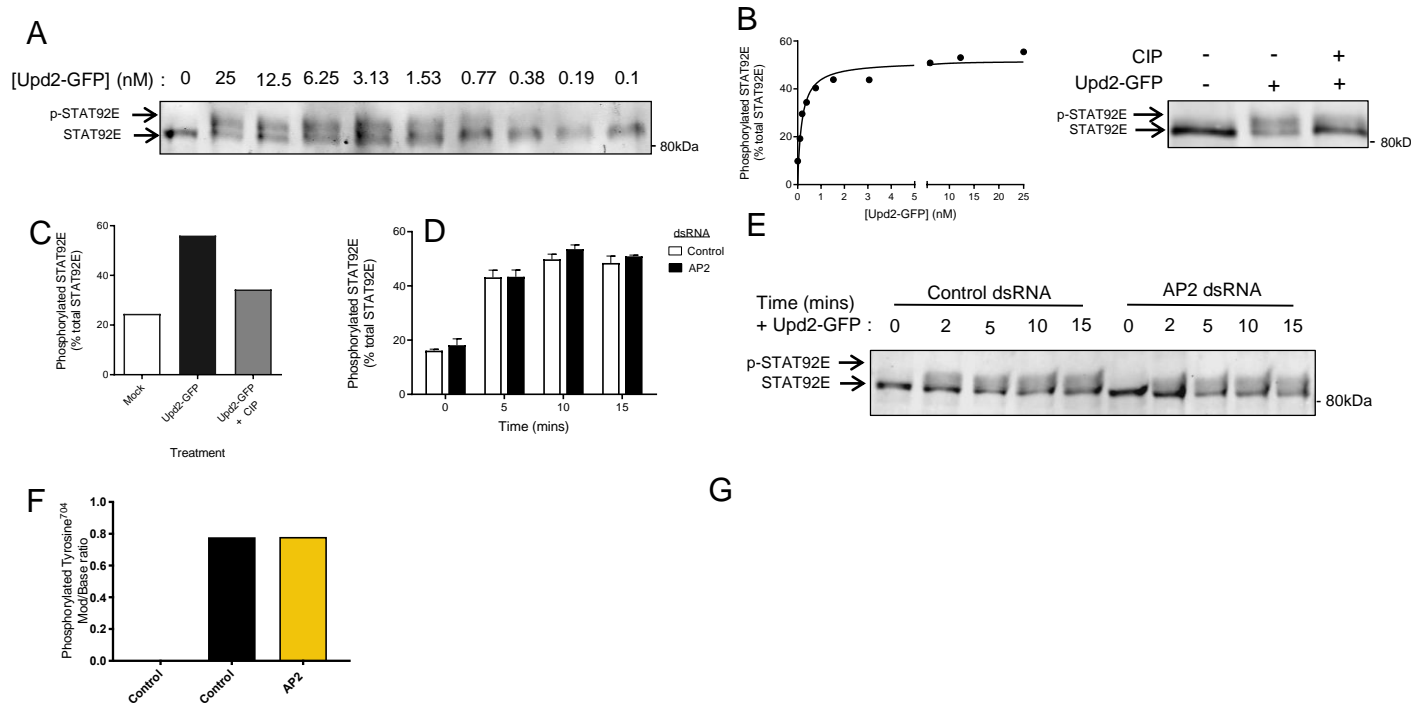 A
[Upd2-GFP] (nM) : 0 25 12.5 6.25 3.13 1.53 0.77 0.38 0.19 0.1
p-STAT92E
STAT92E
- 80kDa
B
Phosphorylated STAT92E
(% total STAT92E)
60
40
20
0
0 1 2 3 4 5 10 15 20 25
[Upd2-GFP] (nM)
CIP - - +
Upd2-GFP - + +
p-STAT92E
STAT92E
- 80kD
C
Phosphorylated STAT92E
(% total STAT92E)
60
40
20
0
Mock
Upd2-GFP
Upd2-GFP
+ CIP
Treatment
D
Phosphorylated STAT92E
(% total STAT92E)
60
40
20
0
0 5 10 15
Time (mins)
dsRNA
Control
AP2
E
Time (mins)
+ Upd2-GFP :
Control dsRNA
AP2 dsRNA
0 2 5 10 15 0 2 5 10 15
p-STAT92E
STAT92E
- 80kDa
F
Phosphorylated Tyrosine704
Mod/Base ratio
1.0
0.8
0.6
0.4
0.2
0.0
Control
Control
AP2
G